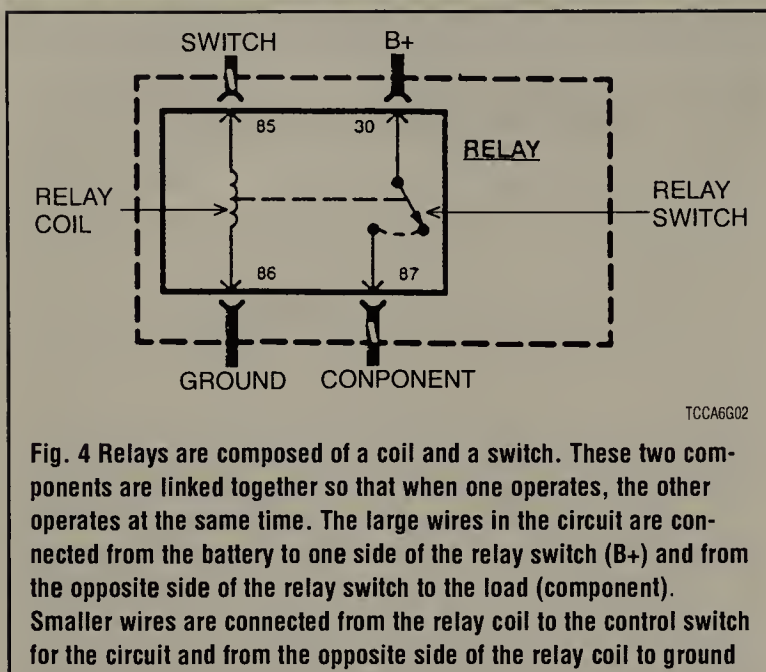 SWITCH B+
85 30 RELAY
RELAY COIL
RELAY SWITCH
86 87
GROUND CONPONENT
TCCA6G02
Fig. 4 Relays are composed of a coil and a switch. These two com-
ponents are linked together so that when one operates, the other
operates at the same time. The large wires in the circuit are con-
nected from the battery to one side of the relay switch (B+) and from
the opposite side of the relay switch to the load (component).
Smaller wires are connected from the relay coil to the control switch
for the circuit and from the opposite side of the relay coil to ground